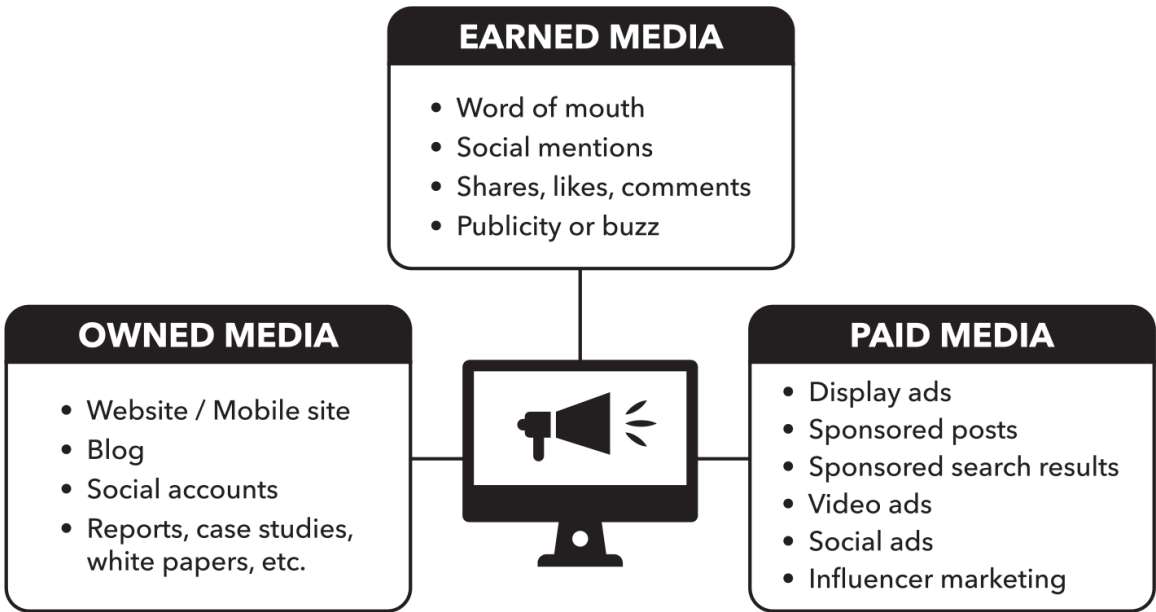 EARNED MEDIA
• Word of mouth
• Social mentions
• Shares, likes, comments
• Publicity or buzz
OWNED MEDIA
• Website / Mobile site
• Blog
• Social accounts
• Reports, case studies,
white papers, etc.
PAID MEDIA
• Display ads
• Sponsored posts
• Sponsored search results
• Video ads
• Social ads
• Influencer marketing